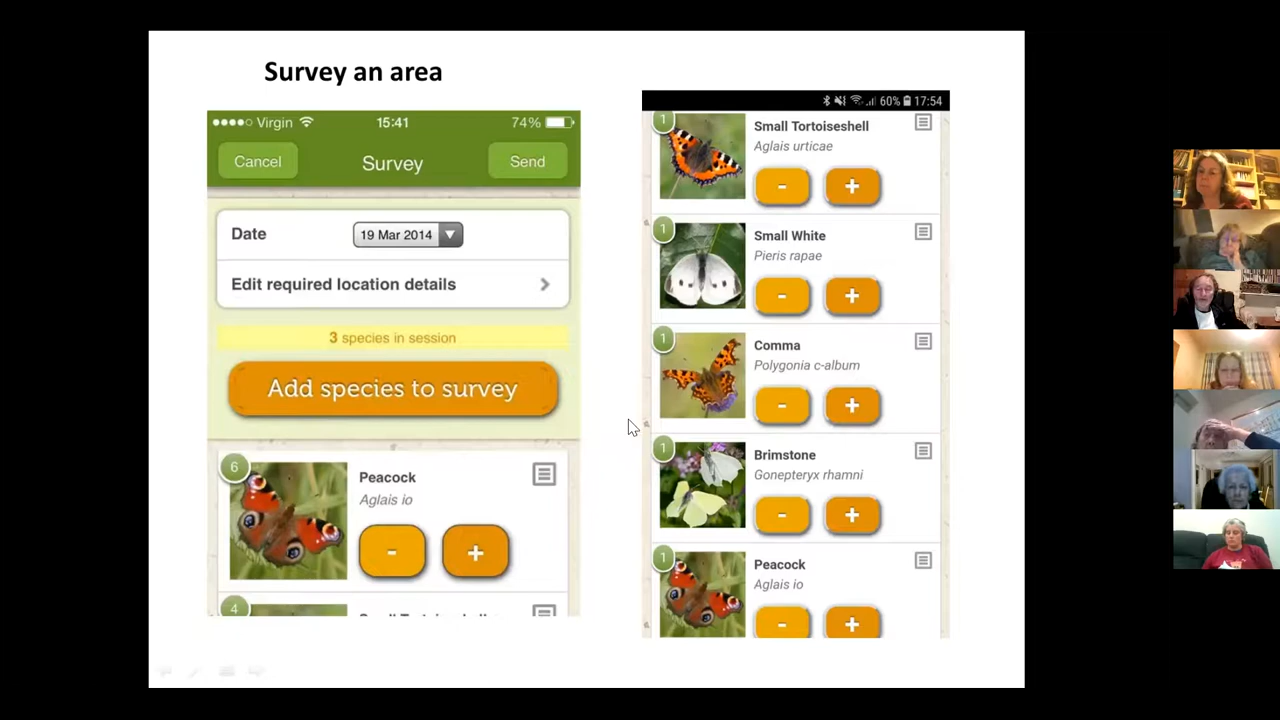 Survey an area
Virgin 15:41 74%
Cancel Survey Send
Date 19 Mar 2014
Edit required location details
3 species in session
Add species to survey
6
Peacock
Aglais io
- +
4
60% 17:54
1
Small Tortoiseshell
Aglais urticae
- +
1
Small White
Pieris rapae
- +
1
Comma
Polygonia c-album
- +
1
Brimstone
Gonepteryx rhamni
- +
1
Peacock
Aglais io
- +